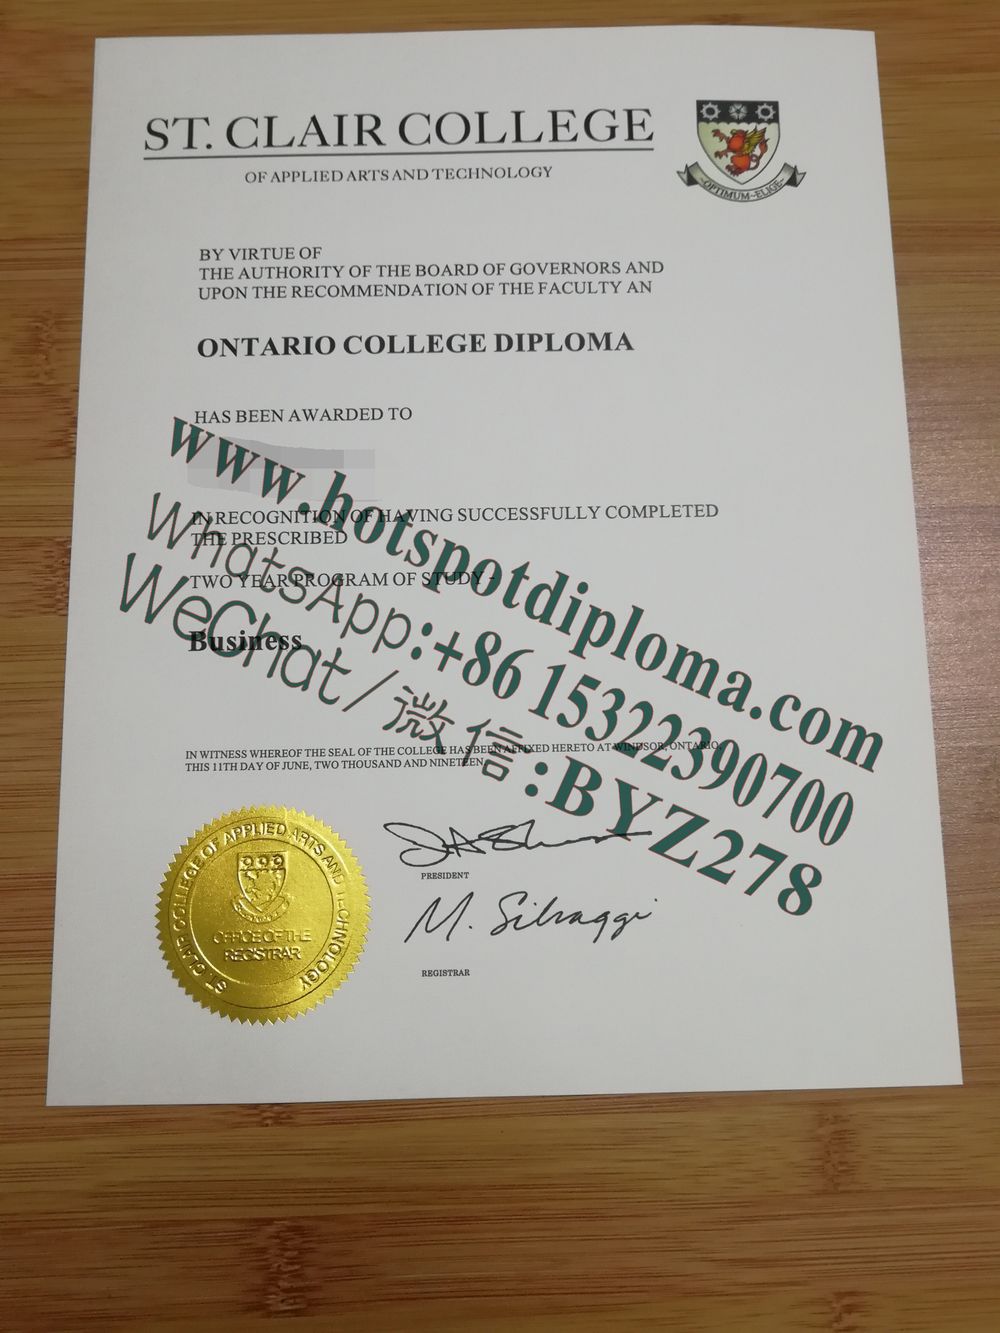 ST. CLAIR COLLEGE
OF APPLIED ARTS AND TECHNOLOGY
OPTIMUM~ELIGE
BY VIRTUE OF
THE AUTHORITY OF THE BOARD OF GOVERNORS AND
UPON THE RECOMMENDATION OF THE FACULTY AN
ONTARIO COLLEGE DIPLOMA
HAS BEEN AWARDED TO
IN RECOGNITION OF HAVING SUCCESSFULLY COMPLETED
THE PRESCRIBED
TWO YEAR PROGRAM OF STUDY -
Business
www.hotspotdiploma.com
WhatsApp:+86 15322390700
WeChat/微信:BYZ278
IN WITNESS WHEREOF THE SEAL OF THE COLLEGE HAS BEEN AFFIXED HERETO AT WINDSOR, ONTARIO,
THIS 11TH DAY OF JUNE, TWO THOUSAND AND NINETEEN.
PRESIDENT
M. Silvaggi
REGISTRAR
ST. CLAIR COLLEGE OF APPLIED ARTS AND TECHNOLOGY
OFFICE OF THE
REGISTRAR